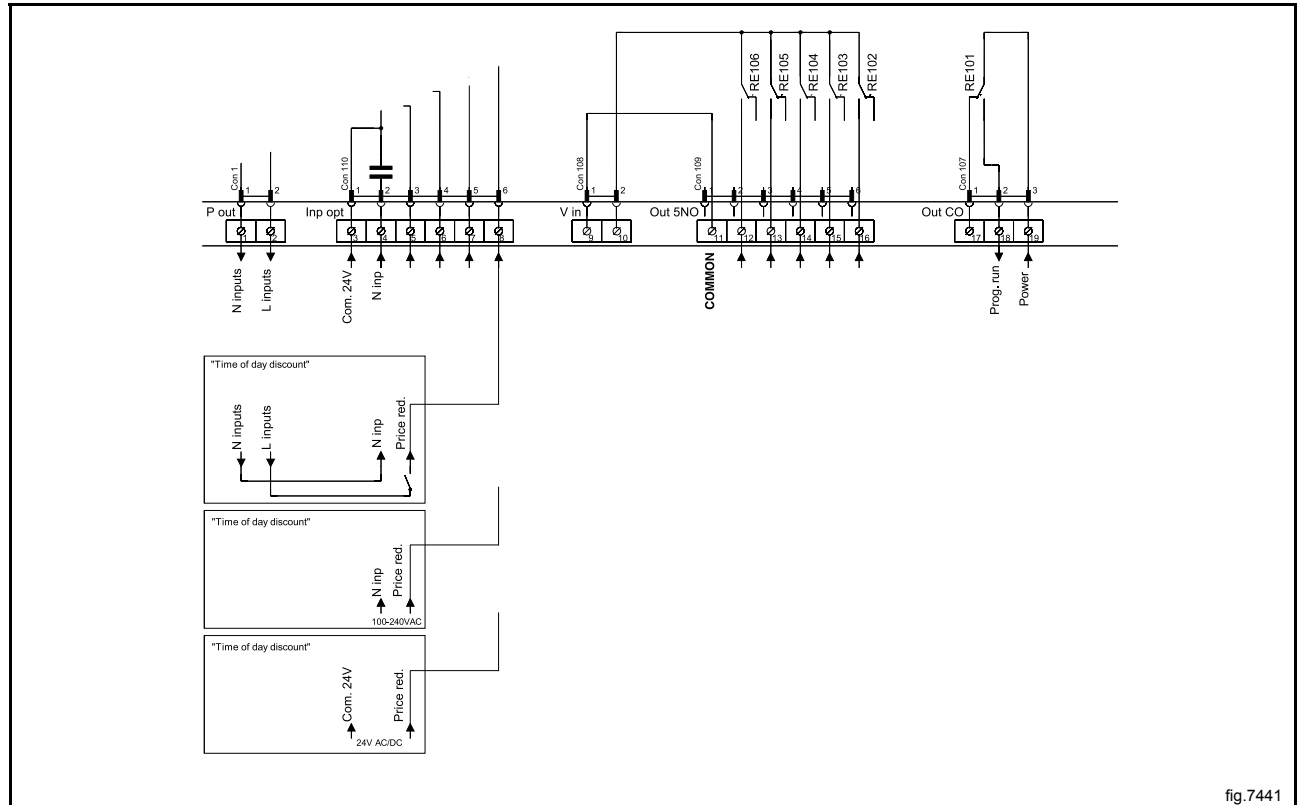 RE106
RE105
RE104
RE103
RE102
RE101
Con 1
Con 110
Con 108
Con 109
Con 107
1 2
1 2 3 4 5 6
1 2
1 2 3 4 5 6
1 2 3
P out
Inp opt
V in
Out 5NO
Out CO
1 2
3 4 5 6 7 8
9 10
11 12 13 14 15 16
17 18 19
N inputs
L inputs
Com. 24V
N inp
COMMON
Prog. run
Power
"Time of day discount"
N inputs
L inputs
N inp
Price red.
"Time of day discount"
N inp
Price red.
100-240VAC
"Time of day discount"
Com. 24V
Price red.
24V AC/DC
fig.7441